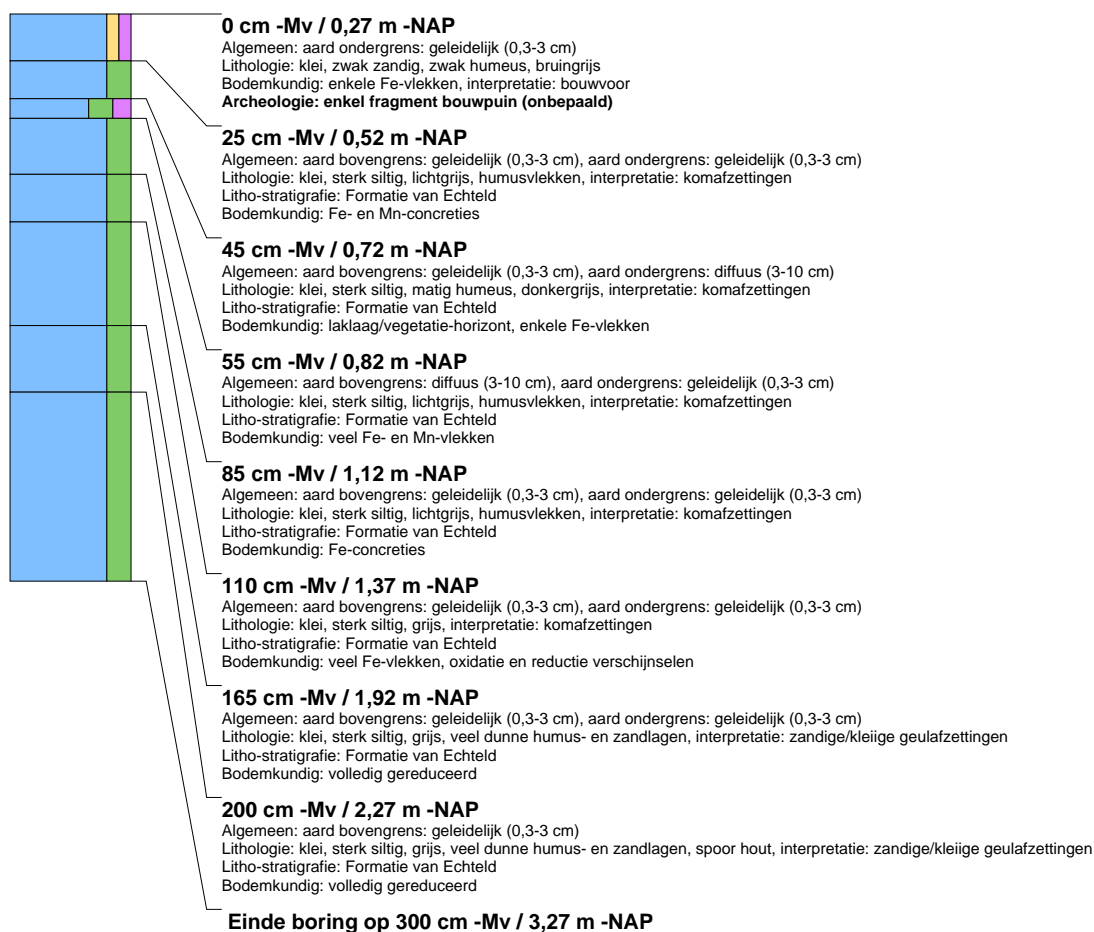 0 cm -Mv / 0,27 m -NAP
Algemeen: aard ondergrens: geleidelijk (0,3-3 cm)
Lithologie: klei, zwak zandig, zwak humeus, bruingrijs
Bodemkundig: enkele Fe-vlekken, interpretatie: bouwvoor
Archeologie: enkel fragment bouwpuin (onbepaald)
25 cm -Mv / 0,52 m -NAP
Algemeen: aard bovengrens: geleidelijk (0,3-3 cm), aard ondergrens: geleidelijk (0,3-3 cm)
Lithologie: klei, sterk siltig, lichtgrijs, humusvlekken, interpretatie: komafzettingen
Litho-stratigrafie: Formatie van Echteld
Bodemkundig: Fe- en Mn-concreties
45 cm -Mv / 0,72 m -NAP
Algemeen: aard bovengrens: geleidelijk (0,3-3 cm), aard ondergrens: diffuus (3-10 cm)
Lithologie: klei, sterk siltig, matig humeus, donkergrijs, interpretatie: komafzettingen
Litho-stratigrafie: Formatie van Echteld
Bodemkundig: laklaag/vegetatie-horizont, enkele Fe-vlekken
55 cm -Mv / 0,82 m -NAP
Algemeen: aard bovengrens: diffuus (3-10 cm), aard ondergrens: geleidelijk (0,3-3 cm)
Lithologie: klei, sterk siltig, lichtgrijs, humusvlekken, interpretatie: komafzettingen
Litho-stratigrafie: Formatie van Echteld
Bodemkundig: veel Fe- en Mn-vlekken
85 cm -Mv / 1,12 m -NAP
Algemeen: aard bovengrens: geleidelijk (0,3-3 cm), aard ondergrens: geleidelijk (0,3-3 cm)
Lithologie: klei, sterk siltig, lichtgrijs, humusvlekken, interpretatie: komafzettingen
Litho-stratigrafie: Formatie van Echteld
Bodemkundig: Fe-concreties
110 cm -Mv / 1,37 m -NAP
Algemeen: aard bovengrens: geleidelijk (0,3-3 cm), aard ondergrens: geleidelijk (0,3-3 cm)
Lithologie: klei, sterk siltig, grijs, interpretatie: komafzettingen
Litho-stratigrafie: Formatie van Echteld
Bodemkundig: veel Fe-vlekken, oxidatie en reductie verschijnselen
165 cm -Mv / 1,92 m -NAP
Algemeen: aard bovengrens: geleidelijk (0,3-3 cm), aard ondergrens: geleidelijk (0,3-3 cm)
Lithologie: klei, sterk siltig, grijs, veel dunne humus- en zandlagen, interpretatie: zandige/kleiige geulafzettingen
Litho-stratigrafie: Formatie van Echteld
Bodemkundig: volledig gereduceerd
200 cm -Mv / 2,27 m -NAP
Algemeen: aard bovengrens: geleidelijk (0,3-3 cm)
Lithologie: klei, sterk siltig, grijs, veel dunne humus- en zandlagen, spoor hout, interpretatie: zandige/kleiige geulafzettingen
Litho-stratigrafie: Formatie van Echteld
Bodemkundig: volledig gereduceerd
Einde boring op 300 cm -Mv / 3,27 m -NAP